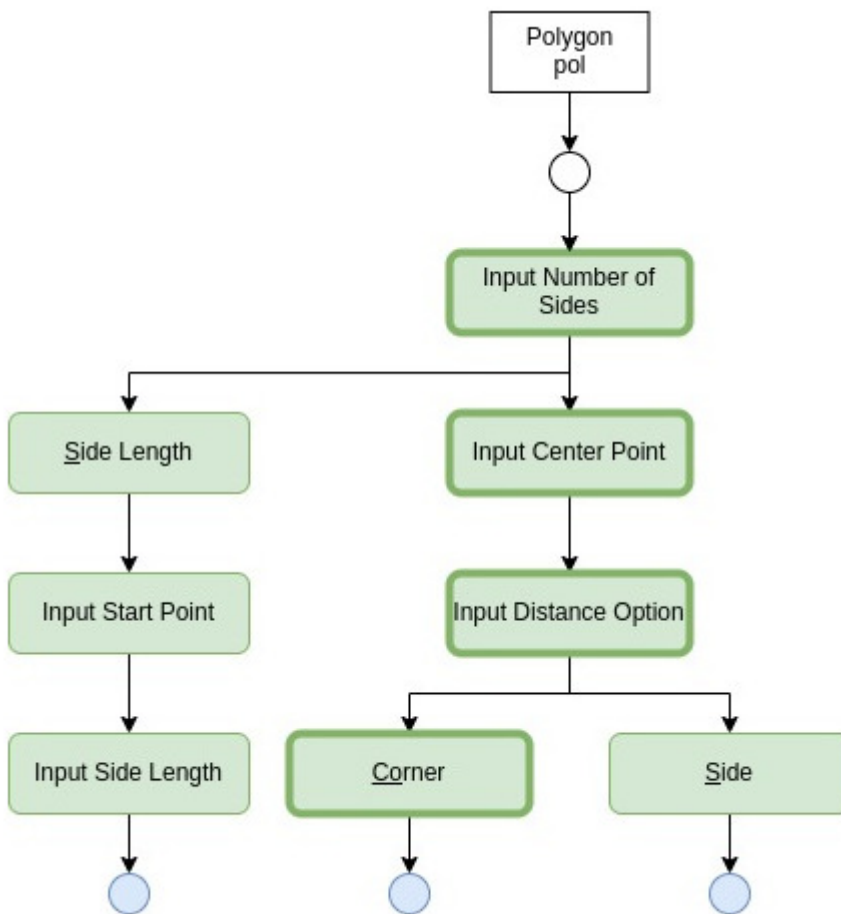 Polygon
pol
Input Number of
Sides
Side Length
Input Center Point
Input Start Point
Input Distance Option
Input Side Length
Corner
Side